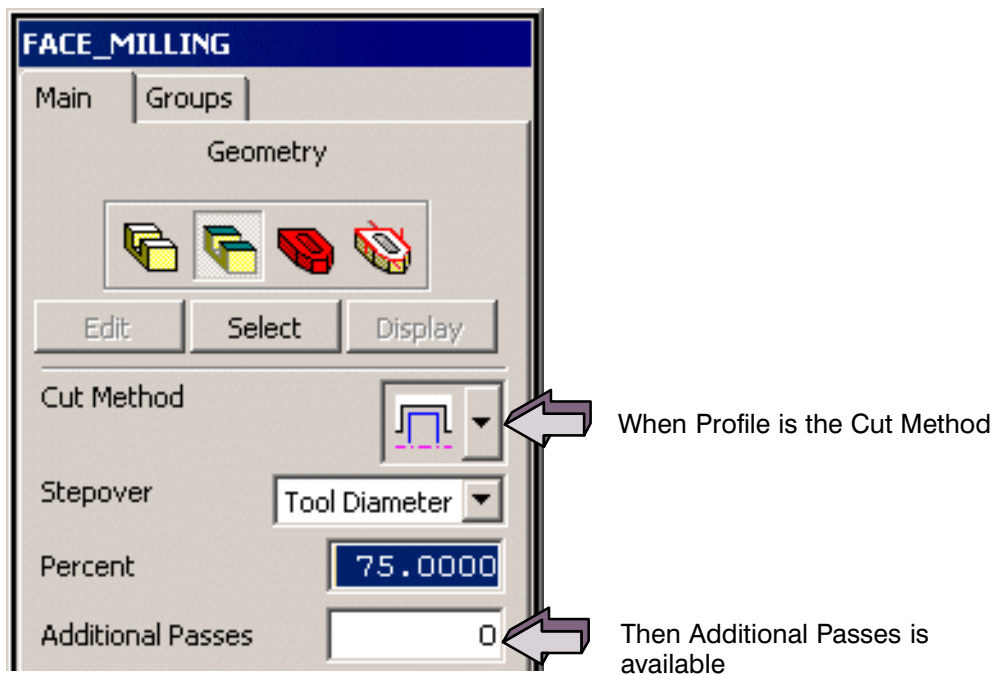 FACE_MILLING
Main Groups
Geometry
Edit Select Display
Cut Method
When Profile is the Cut Method
Stepover Tool Diameter
Percent 75.0000
Additional Passes 0
Then Additional Passes is
available